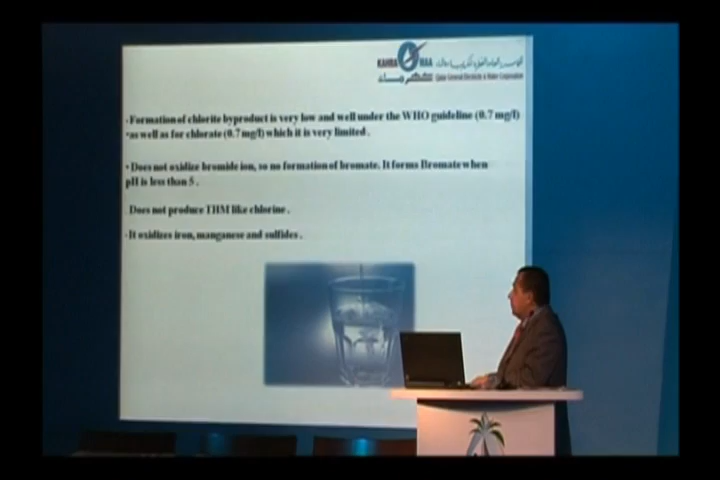 KAHRA MAA
كهرماء
Qatar General Electricity & Water Corporation
- Formation of chlorite byproduct is very low and well under the WHO guideline (0.7 mg/l)
•as well as for chlorate (0.7 mg/l) which it is very limited .
• Does not oxidize bromide ion, so no formation of bromate. It forms Bromate when
pH is less than 5 .
Does not produce THM like chlorine .
- It oxidizes iron, manganese and sulfides .